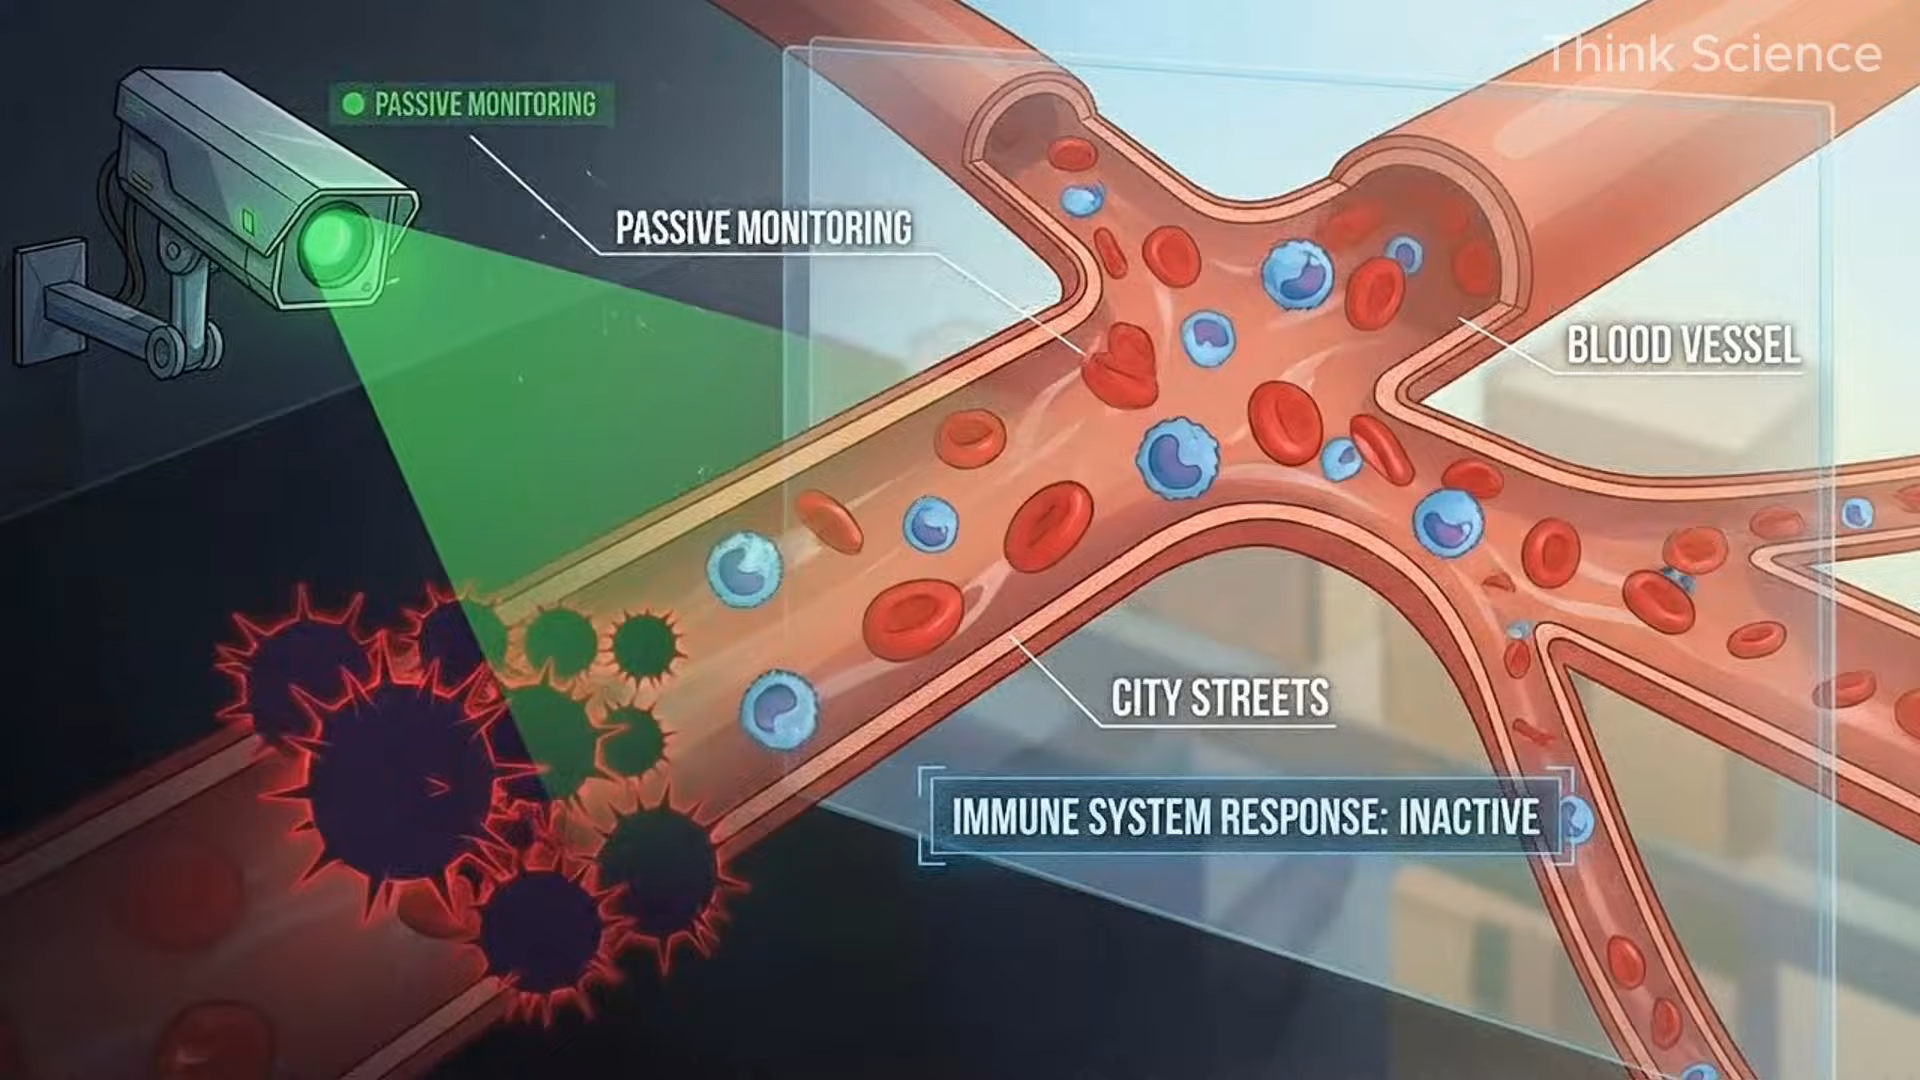 Think Science
PASSIVE MONITORING
PASSIVE MONITORING
BLOOD VESSEL
CITY STREETS
IMMUNE SYSTEM RESPONSE: INACTIVE